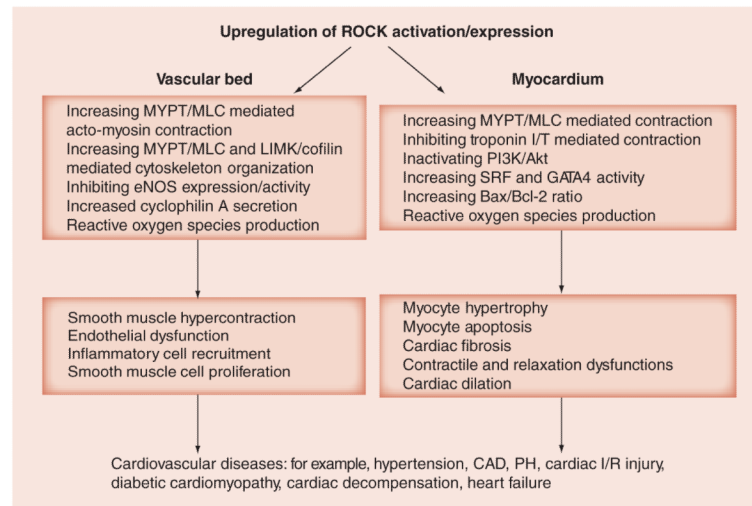 Upregulation of ROCK activation/expression
Vascular bed
Increasing MYPT/MLC mediated
acto-myosin contraction
Increasing MYPT/MLC and LIMK/cofilin
mediated cytoskeleton organization
Inhibiting eNOS expression/activity
Increased cyclophilin A secretion
Reactive oxygen species production
Smooth muscle hypercontraction
Endothelial dysfunction
Inflammatory cell recruitment
Smooth muscle cell proliferation
Myocardium
Increasing MYPT/MLC mediated contraction
Inhibiting troponin I/T mediated contraction
Inactivating PI3K/Akt
Increasing SRF and GATA4 activity
Increasing Bax/Bcl-2 ratio
Reactive oxygen species production
Myocyte hypertrophy
Myocyte apoptosis
Cardiac fibrosis
Contractile and relaxation dysfunctions
Cardiac dilation
Cardiovascular diseases: for example, hypertension, CAD, PH, cardiac I/R injury,
diabetic cardiomyopathy, cardiac decompensation, heart failure